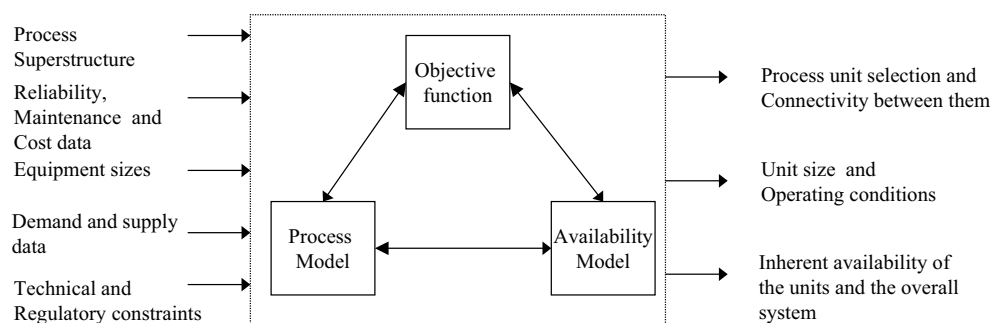 Process
Superstructure
Reliability,
Maintenance and
Cost data
Equipment sizes
Demand and supply
data
Technical and
Regulatory constraints
Objective
function
Process
Model
Availability
Model
Process unit selection and
Connectivity between them
Unit size and
Operating conditions
Inherent availability of
the units and the overall
system